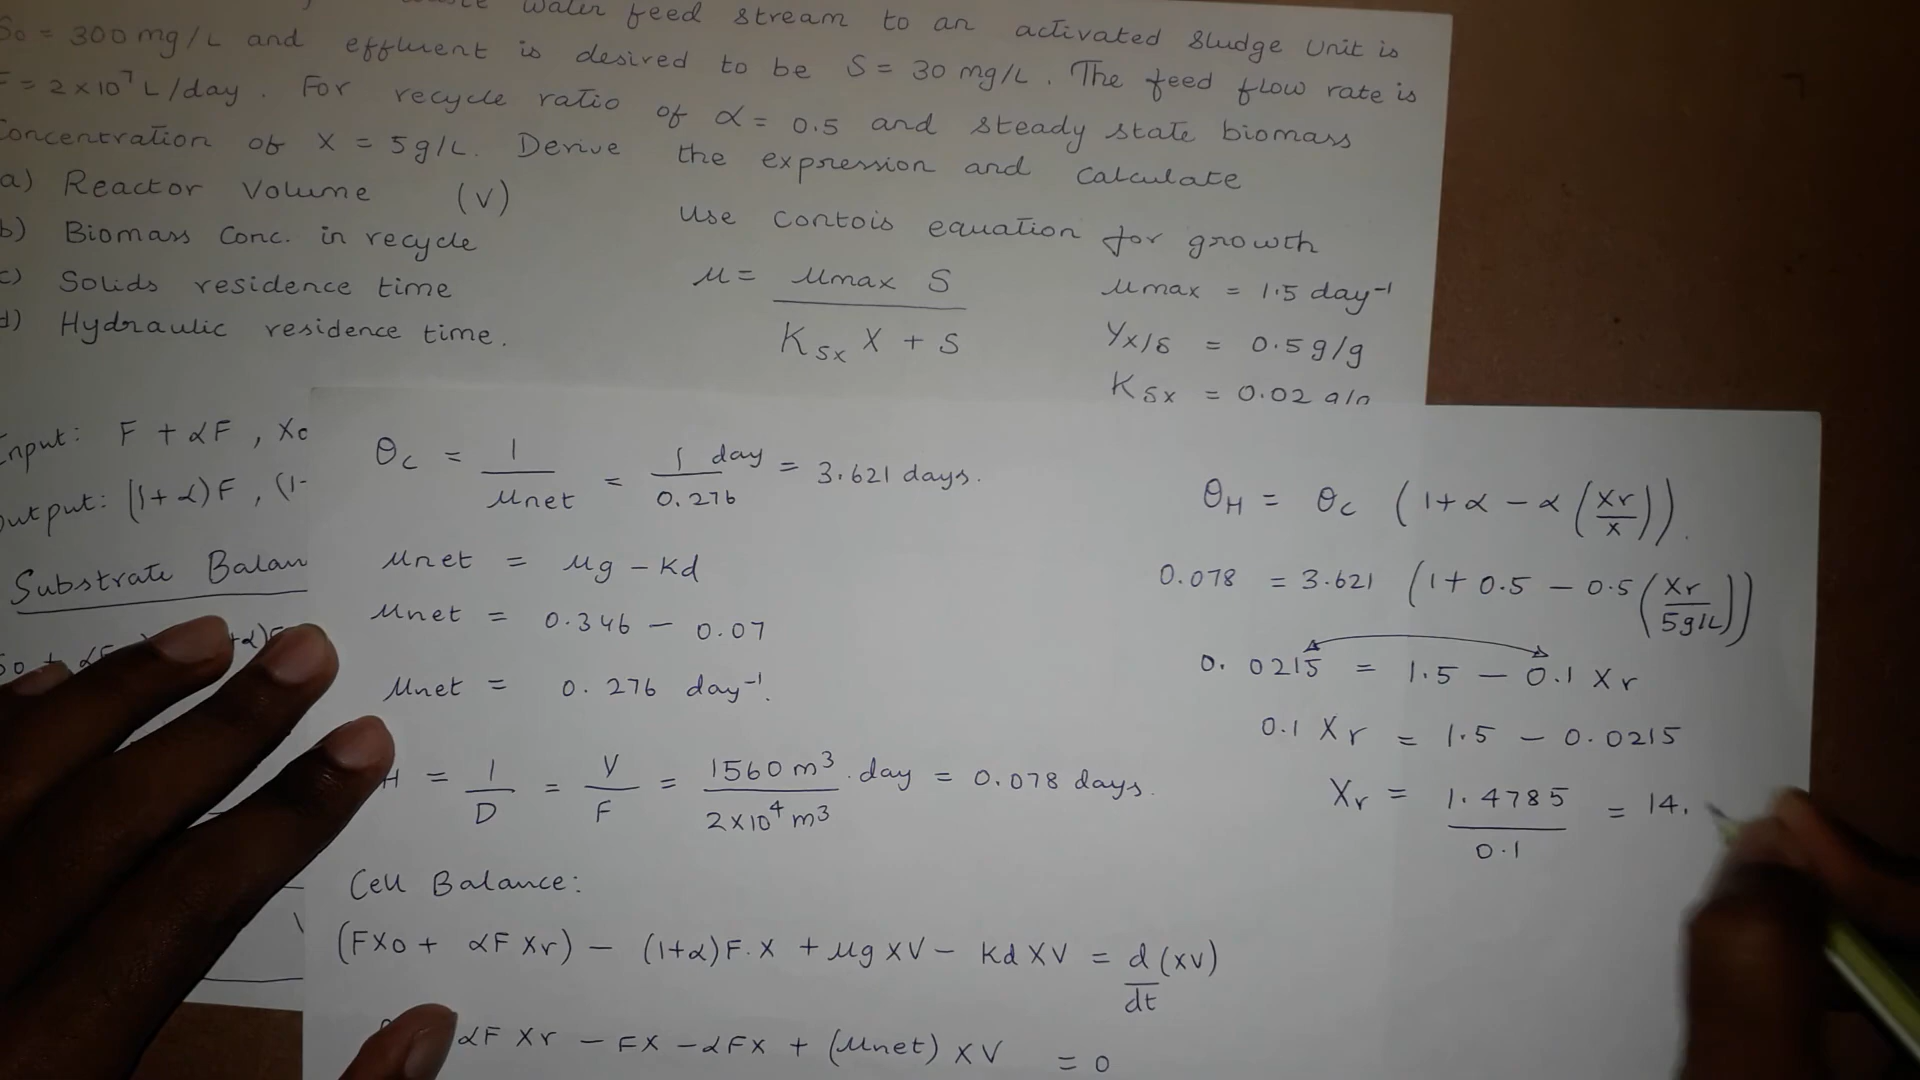 water feed stream to an activated sludge unit is
So = 300 mg/L and effluent is desired to be S = 30 mg/L. The feed flow rate is
F = 2×10⁷ L/day. For recycle ratio of α = 0.5 and steady state biomass
Concentration of X = 5g/L. Derive the expression and calculate
a) Reactor Volume (V)
b) Biomass Conc. in recycle
c) Solids residence time
d) Hydraulic residence time.
Use contois equation for growth
μ = μmax S / Ksx X + S
μmax = 1.5 day⁻¹
Yx/s = 0.5 g/g
Ksx = 0.02 g/g
Input: F + αF, Xo
Output: (1+α)F, (1-
Substrate Balan
θc = 1/μnet = 1 day/0.276 = 3.621 days.
μnet = μg - kd
μnet = 0.346 - 0.07
μnet = 0.276 day⁻¹.
H = 1/D = V/F = 1560 m³ . day / 2×10⁴ m³ = 0.078 days.
Cell Balance:
(FXo + αF Xr) - (1+α)F.X + μg XV - kd XV = d/dt (XV)
αF Xr - FX - αFX + (μnet) XV = 0
θH = θc (1+α - α (Xr/X)).
0.078 = 3.621 (1+0.5 - 0.5 (Xr/5g/L))
0.0215 = 1.5 - 0.1 Xr
0.1 Xr = 1.5 - 0.0215
Xr = 1.4785/0.1 = 14.